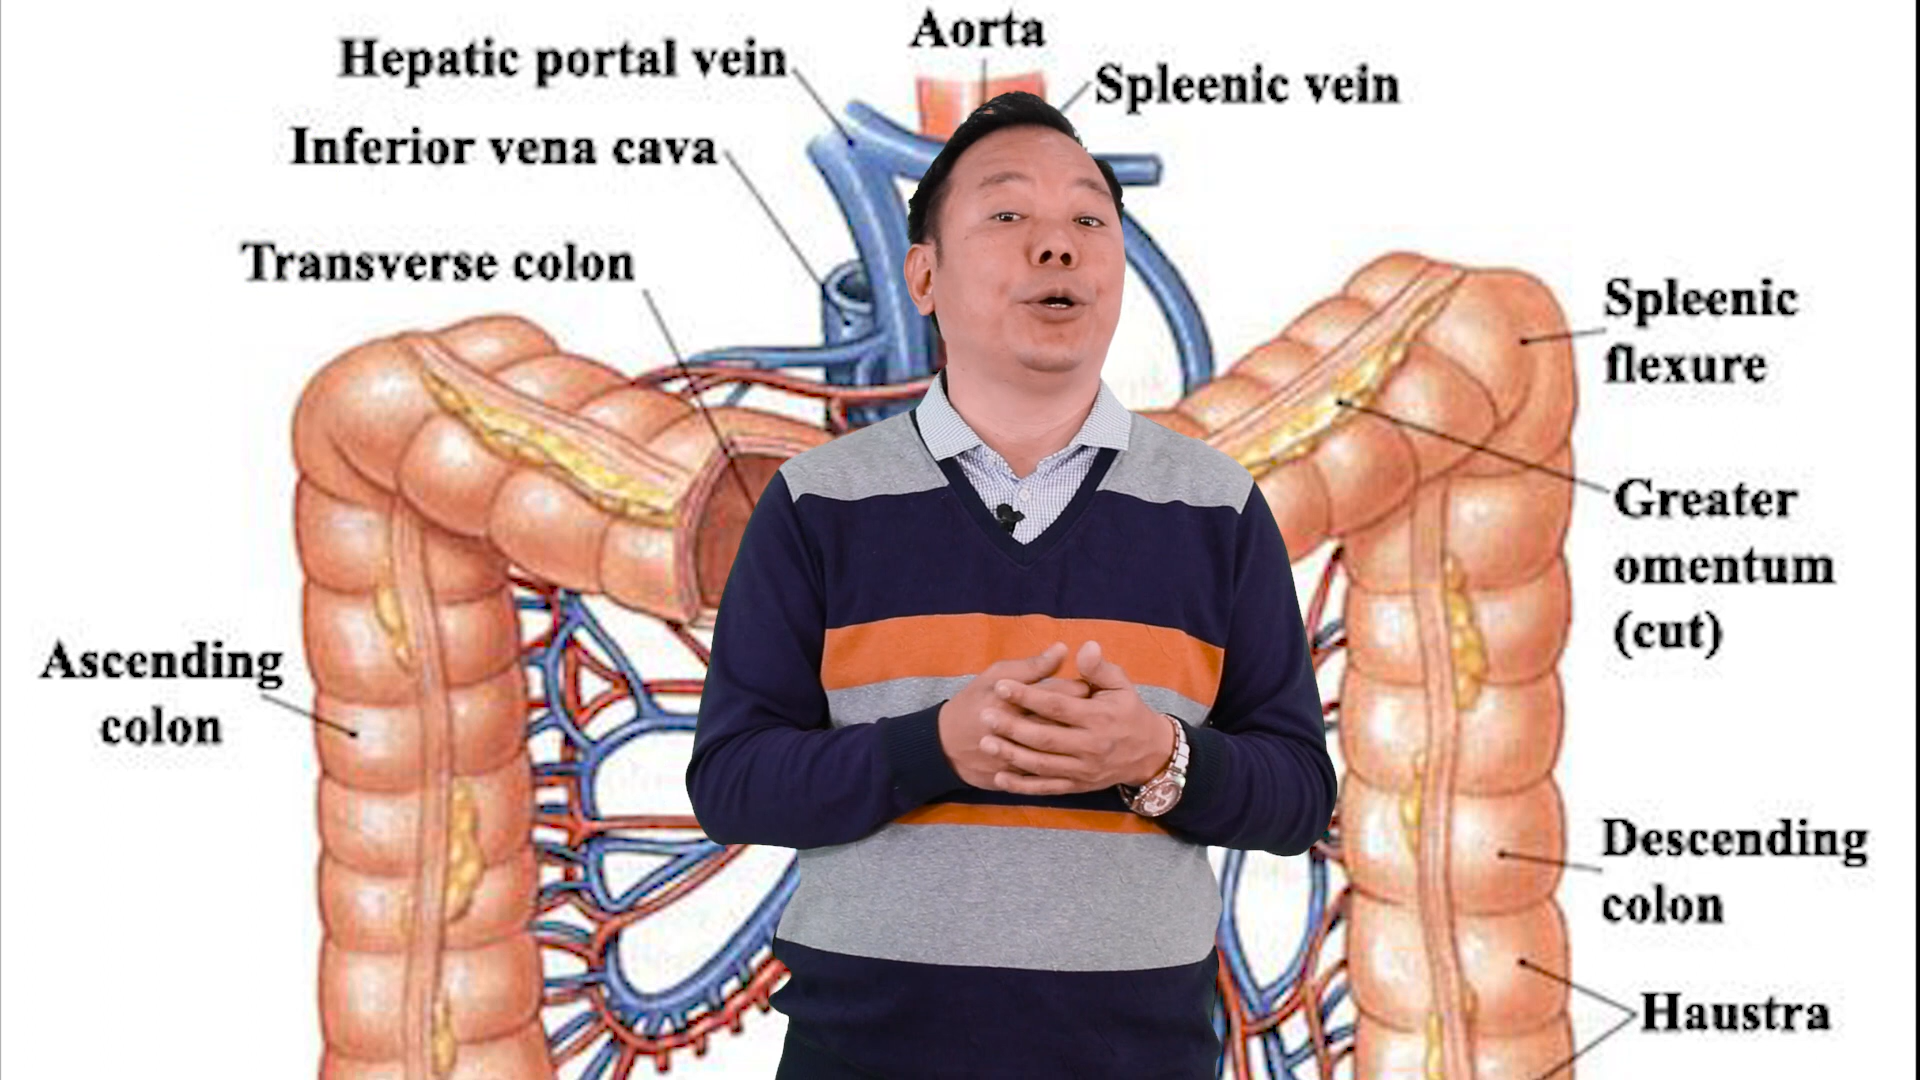 Aorta
Hepatic portal vein
Spleenic vein
Inferior vena cava
Transverse colon
Spleenic
flexure
Greater
omentum
(cut)
Ascending
colon
Descending
colon
Haustra